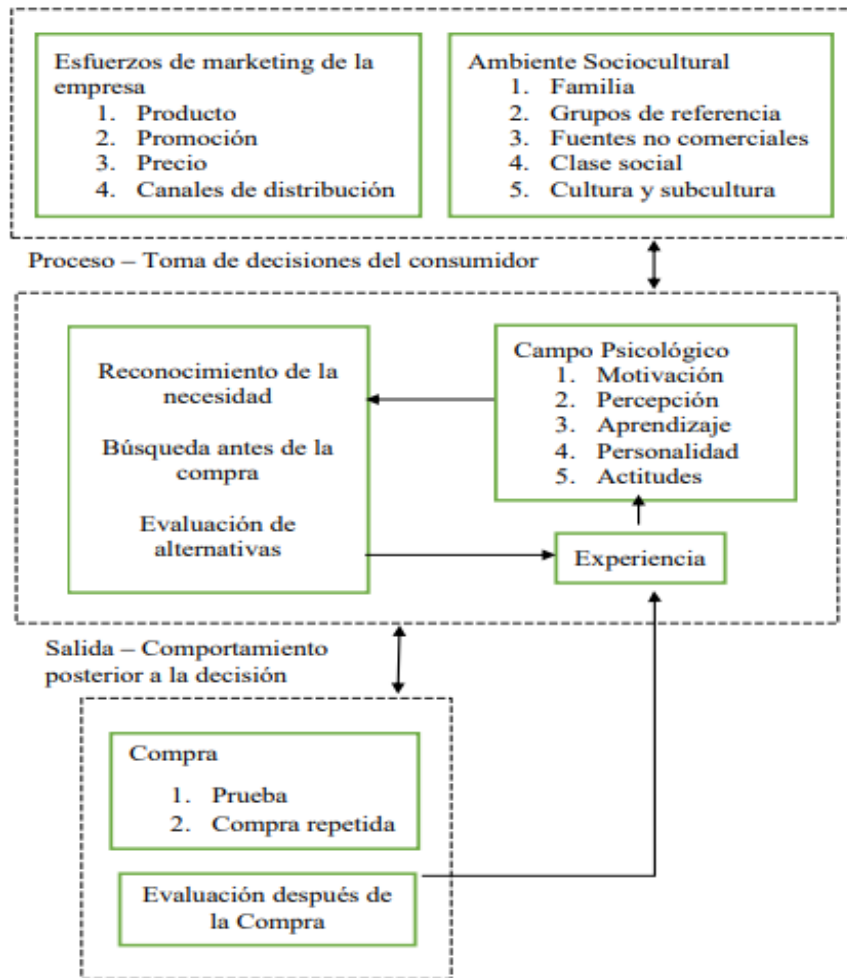 Esfuerzos de marketing de la
empresa
1. Producto
2. Promoción
3. Precio
4. Canales de distribución
Ambiente Sociocultural
1. Familia
2. Grupos de referencia
3. Fuentes no comerciales
4. Clase social
5. Cultura y subcultura
Proceso – Toma de decisiones del consumidor
Reconocimiento de la
necesidad
Búsqueda antes de la
compra
Evaluación de
alternativas
Campo Psicológico
1. Motivación
2. Percepción
3. Aprendizaje
4. Personalidad
5. Actitudes
Experiencia
Salida – Comportamiento
posterior a la decisión
Compra
1. Prueba
2. Compra repetida
Evaluación después de
la Compra